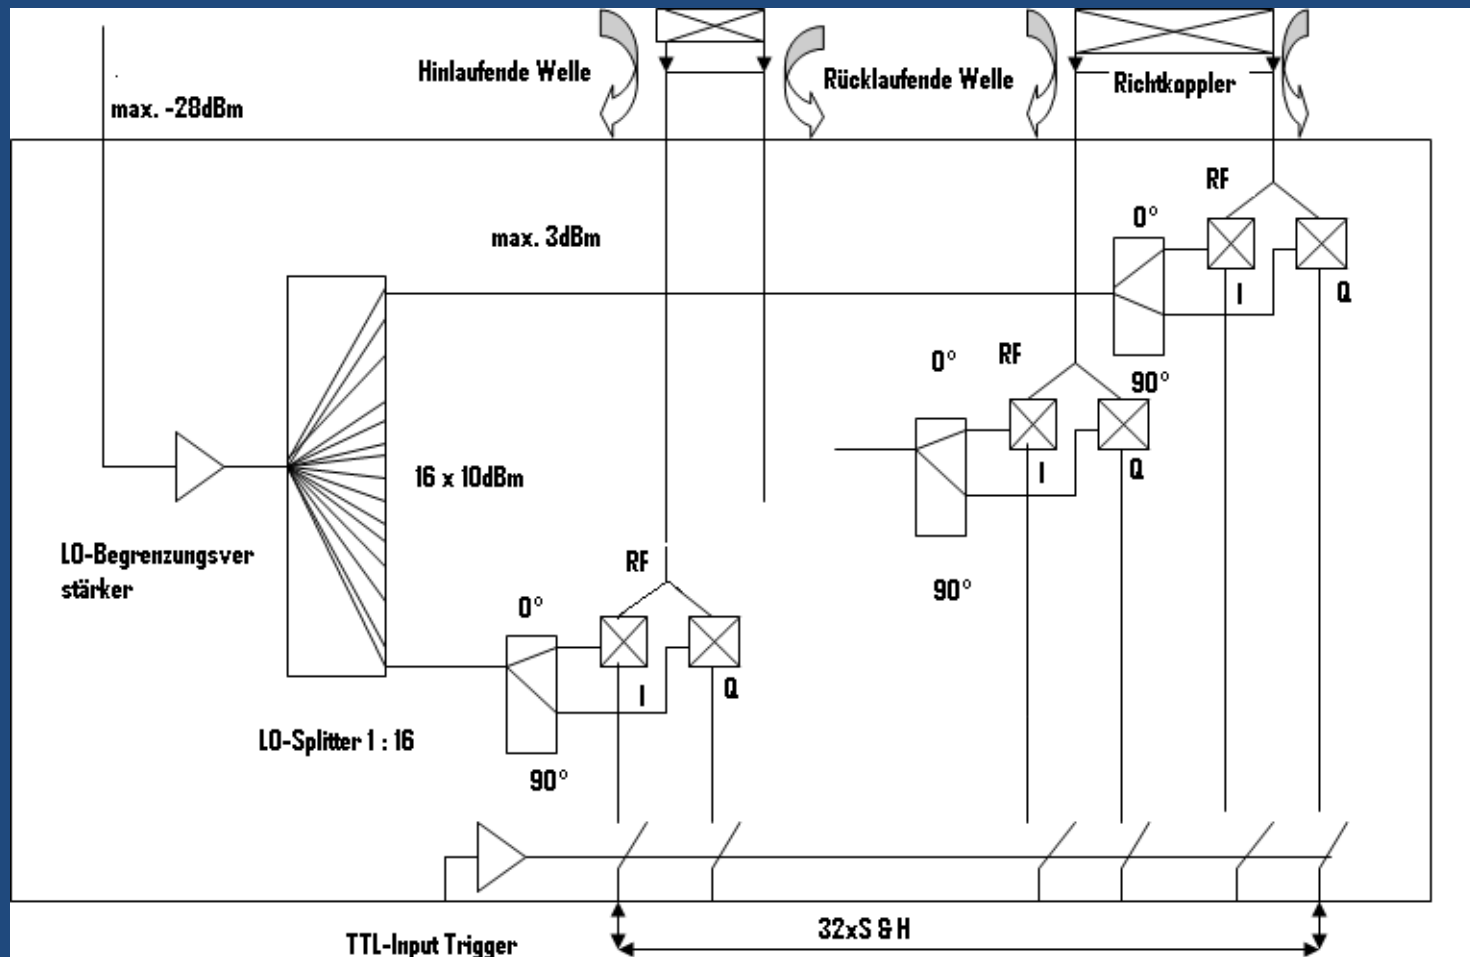 Hinlaufende Welle
Rücklaufende Welle
Richtkoppler
max. -28dBm
RF
0°
max. 3dBm
I
Q
0°
RF
90°
I
Q
16 x 10dBm
LO-Begrenzungsver
stärker
RF
90°
0°
I
Q
LO-Splitter 1 : 16
90°
32xS & H
TTL-Input Trigger